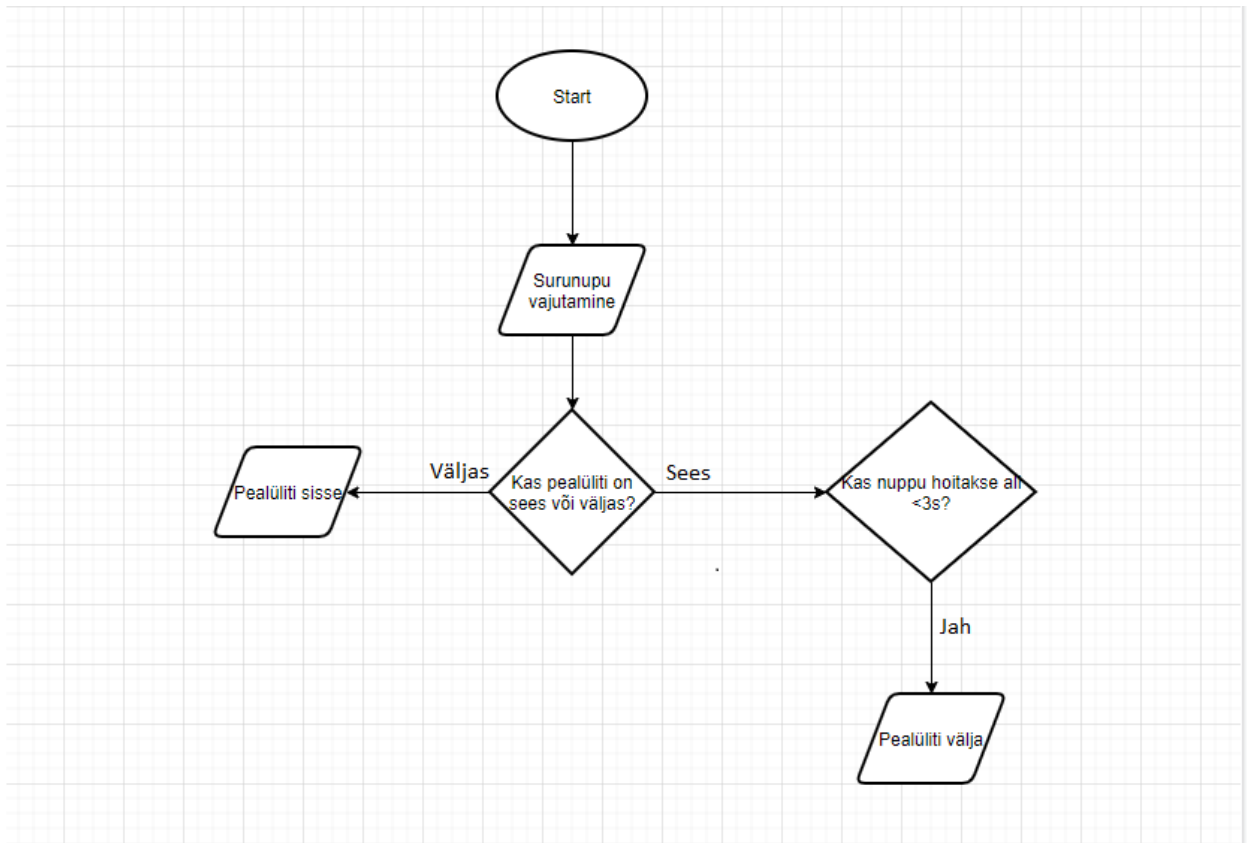 Start
Surunupu
vajutamine
Väljas
Kas pealüliti on
sees või väljas?
Sees
Pealüliti sisse
Kas nuppu hoitakse all
<3s?
Jah
Pealüliti välja